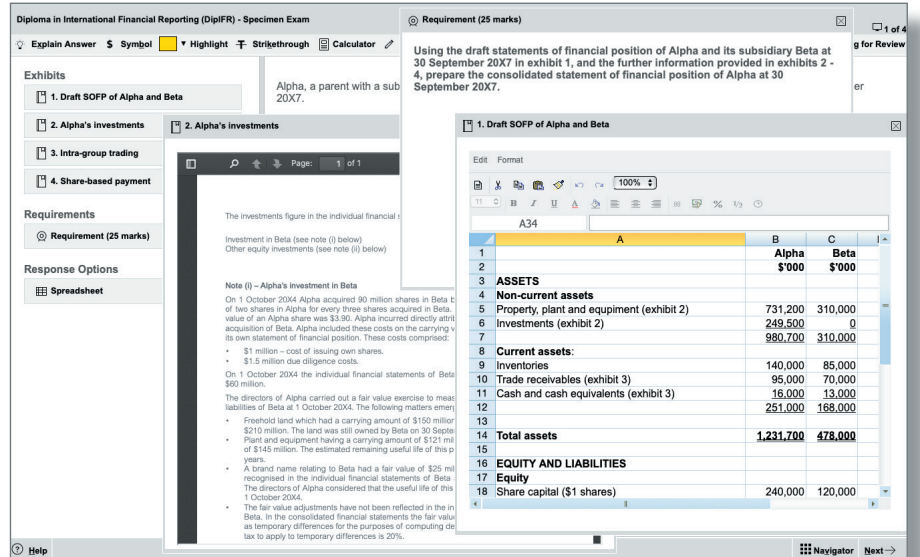 Diploma in International Financial Reporting (DipIFR) - Specimen Exam
1 of 4
Explain Answer $ Symbol Highlight Strikethrough Calculator
g for Review
Exhibits
1. Draft SOFP of Alpha and Beta
2. Alpha's investments
3. Intra-group trading
4. Share-based payment
Requirements
Requirement (25 marks)
Response Options
Spreadsheet
Alpha, a parent with a sub
er
20X7.
Requirement (25 marks)
Using the draft statements of financial position of Alpha and its subsidiary Beta at
30 September 20X7 in exhibit 1, and the further information provided in exhibits 2 -
4, prepare the consolidated statement of financial position of Alpha at 30
September 20X7.
2. Alpha's investments
Page: 1 of 1
The investments figure in the individual financial s
Investment in Beta (see note (i) below)
Other equity investments (see note (ii) below)
Note (i) – Alpha's investment in Beta
On 1 October 20X4 Alpha acquired 90 million shares in Beta b
of two shares in Alpha for every three shares acquired in Beta.
value of an Alpha share was $3.90. Alpha incurred directly attrib
acquisition of Beta. Alpha included these costs on the carrying v
its own statement of financial position. These costs comprised:
• $1 million – cost of issuing own shares.
• $1.5 million due diligence costs.
On 1 October 20X4 the individual financial statements of Beta
$60 million.
The directors of Alpha carried out a fair value exercise to meas
liabilities of Beta at 1 October 20X4. The following matters emerg
• Freehold land which had a carrying amount of $150 million
$210 million. The land was still owned by Beta on 30 Septe
• Plant and equipment having a carrying amount of $121 mil
of $145 million. The estimated remaining useful life of this p
years.
• A brand name relating to Beta had a fair value of $25 mil
recognised in the individual financial statements of Beta
The directors of Alpha considered that the useful life of this
1 October 20X4.
• The fair value adjustments have not been reflected in the in
Beta. In the consolidated financial statements the fair value
as temporary differences for the purposes of computing de
tax to apply to temporary differences is 20%.
1. Draft SOFP of Alpha and Beta
Edit Format
100%
11 B I U A % ½
A34
A B C
1 Alpha Beta
2 $'000 $'000
3 ASSETS
4 Non-current assets
5 Property, plant and equpiment (exhibit 2) 731,200 310,000
6 Investments (exhibit 2) 249,500 0
7 980,700 310,000
8 Current assets:
9 Inventories 140,000 85,000
10 Trade receivables (exhibit 3) 95,000 70,000
11 Cash and cash equivalents (exhibit 3) 16,000 13,000
12 251,000 168,000
13
14 Total assets 1,231,700 478,000
15
16 EQUITY AND LIABILITIES
17 Equity
18 Share capital ($1 shares) 240,000 120,000
Help
Navigator Next